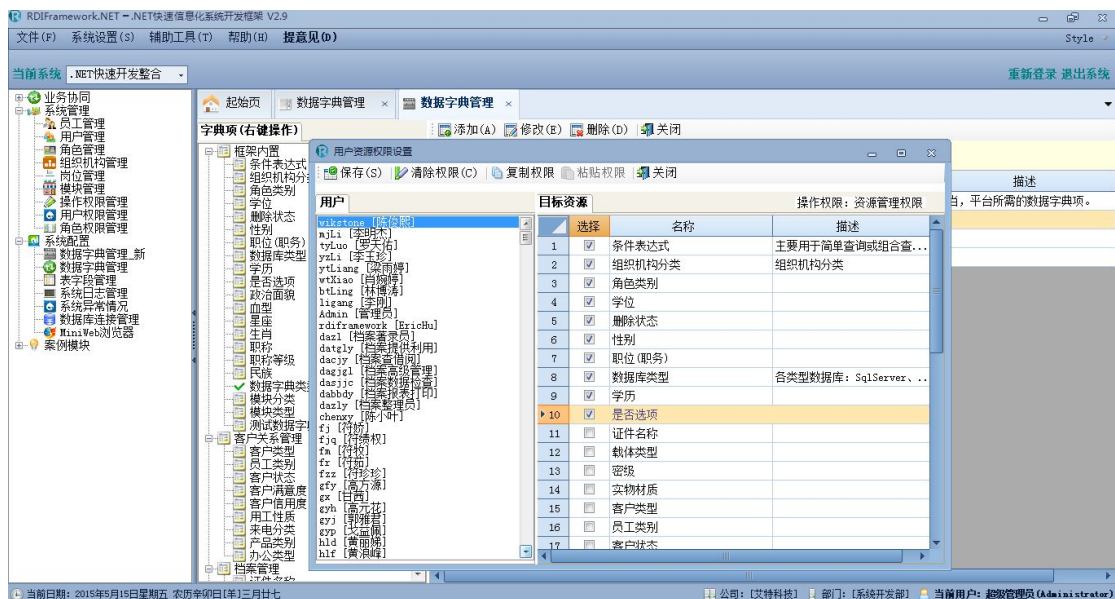 RDIFramework.NET - .NET快速信息化系统开发框架 V2.9
文件(F) 系统设置(S) 辅助工具(T) 帮助(H) 提意见(D)
Style
当前系统 .NET快速开发整合
重新登录 退出系统
业务协同
系统管理
员工管理
用户管理
角色管理
组织机构管理
岗位管理
模块管理
操作权限管理
用户权限管理
角色权限管理
系统配置
数据字典管理_新
数据字典管理
表字段管理
系统日志管理
系统异常情况
数据库连接管理
MiniWeb浏览器
案例模块
起始页 数据字典管理 × 数据字典管理 ×
字典项(右键操作)
添加(A) 修改(E) 删除(D) 关闭
框架内置
条件表达式
组织机构分
角色类别
学位
删除状态
性别
职位(职务)
数据库类型
学历
是否选项
政治面貌
血型
星座
生肖
职称
职称等级
民族
数据字典类
模块分类
模块类型
测试数据字
客户关系管理
客户类型
员工类别
客户状态
客户满意度
客户信用度
用工性质
来电分类
产品类别
办公类型
档案管理
证件名称
描述
当，平台所需的数据字典项。
用户资源权限设置
保存(S) 清除权限(C) 复制权限 粘贴权限 关闭
用户
wikstone [陈俊熙]
mjLi [李明木]
tyLuo [罗天佑]
yzLi [李玉珍]
ytLiang [梁雨婷]
wtXiao [肖婉婷]
btLing [林博涛]
ligang [李刚]
Admin [管理员]
rdiframework [EricHu]
dazl [档案著录员]
datgly [档案提供利用]
dacjy [档案查借阅]
dagjgl [档案高级管理]
dasjjc [档案数据检查]
dabbdy [档案报表打印]
dazly [档案整理员]
chenxy [陈小叶]
fj [符娇]
fjq [符绩权]
fm [符牧]
fr [符茹]
fzz [符珍珍]
gfy [高方源]
gx [甘茜]
gyh [高元花]
gyj [郭雅君]
gyp [戈益佩]
hld [黄丽娣]
hlf [黄浪峰]
目标资源 操作权限: 资源管理权限
选择 名称 描述
1 条件表达式 主要用于简单查询或组合查...
2 组织机构分类 组织机构分类
3 角色类别
4 学位
5 删除状态
6 性别
7 职位(职务)
8 数据库类型 各类型数据库: SqlServer、..
9 学历
10 是否选项
11 证件名称
12 载体类型
13 密级
14 实物材质
15 客户类型
16 员工类别
17 客户状态
当前日期: 2015年5月15日星期五 农历辛卯日[羊]三月廿七
公司: [艾特科技] 部门: [系统开发部] 当前用户: 超级管理员(Administrator)